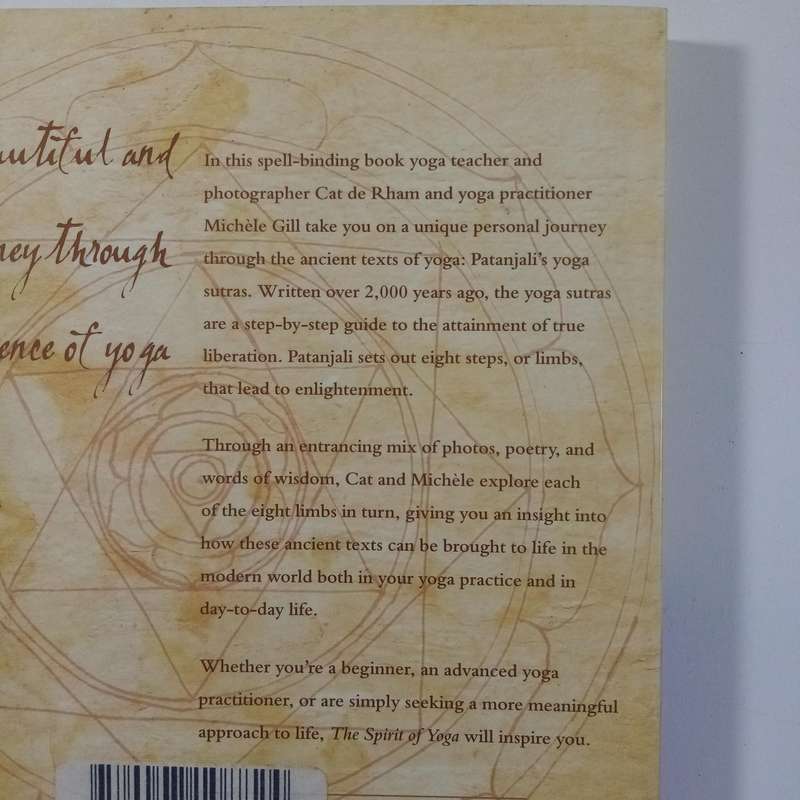 and
through
of yoga
In this spell-binding book yoga teacher and
photographer Cat de Rham and yoga practitioner
Michèle Gill take you on a unique personal journey
through the ancient texts of yoga: Patanjali's yoga
sutras. Written over 2,000 years ago, the yoga sutras
are a step-by-step guide to the attainment of true
liberation. Patanjali sets out eight steps, or limbs,
that lead to enlightenment.
Through an entrancing mix of photos, poetry, and
words of wisdom, Cat and Michèle explore each
of the eight limbs in turn, giving you an insight into
how these ancient texts can be brought to life in the
modern world both in your yoga practice and in
day-to-day life.
Whether you're a beginner, an advanced yoga
practitioner, or are simply seeking a more meaningful
approach to life, The Spirit of Yoga will inspire you.